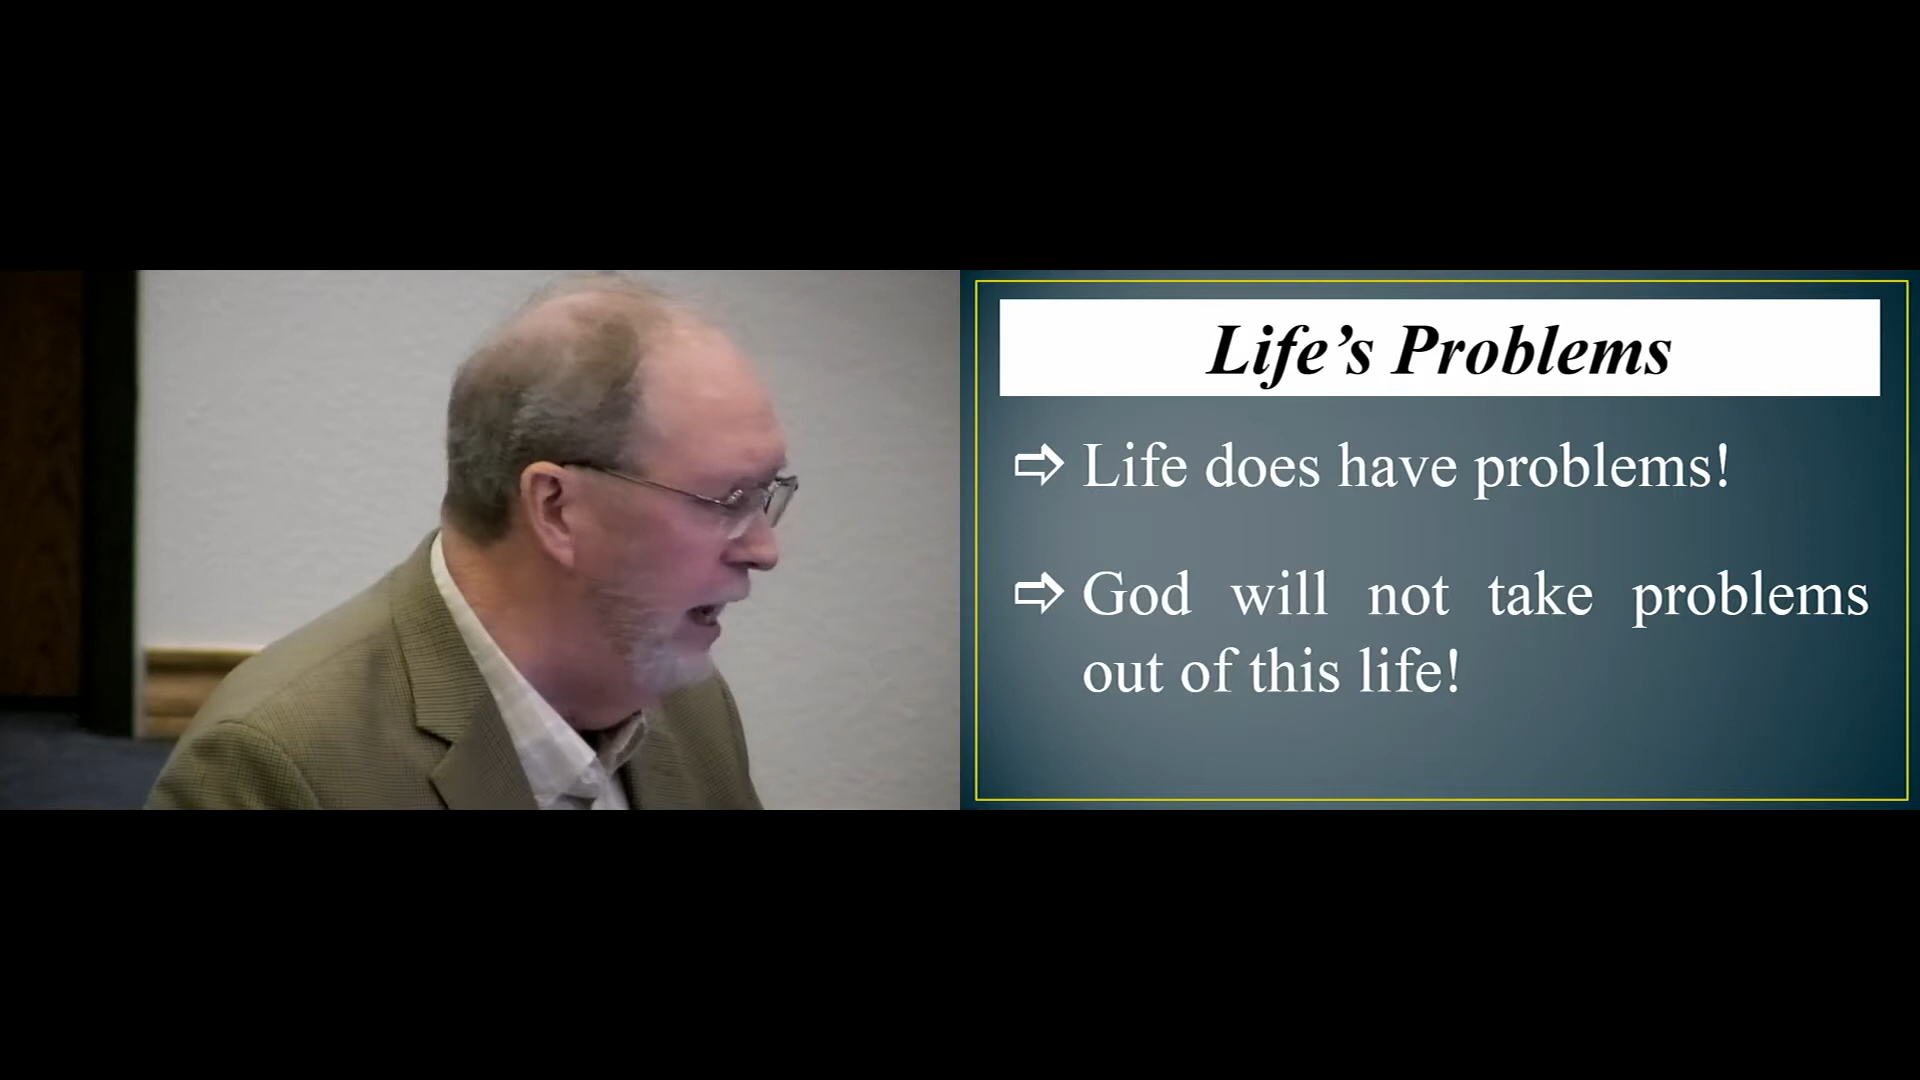 Life’s Problems
⇨ Life does have problems!
⇨ God will not take problems
out of this life!